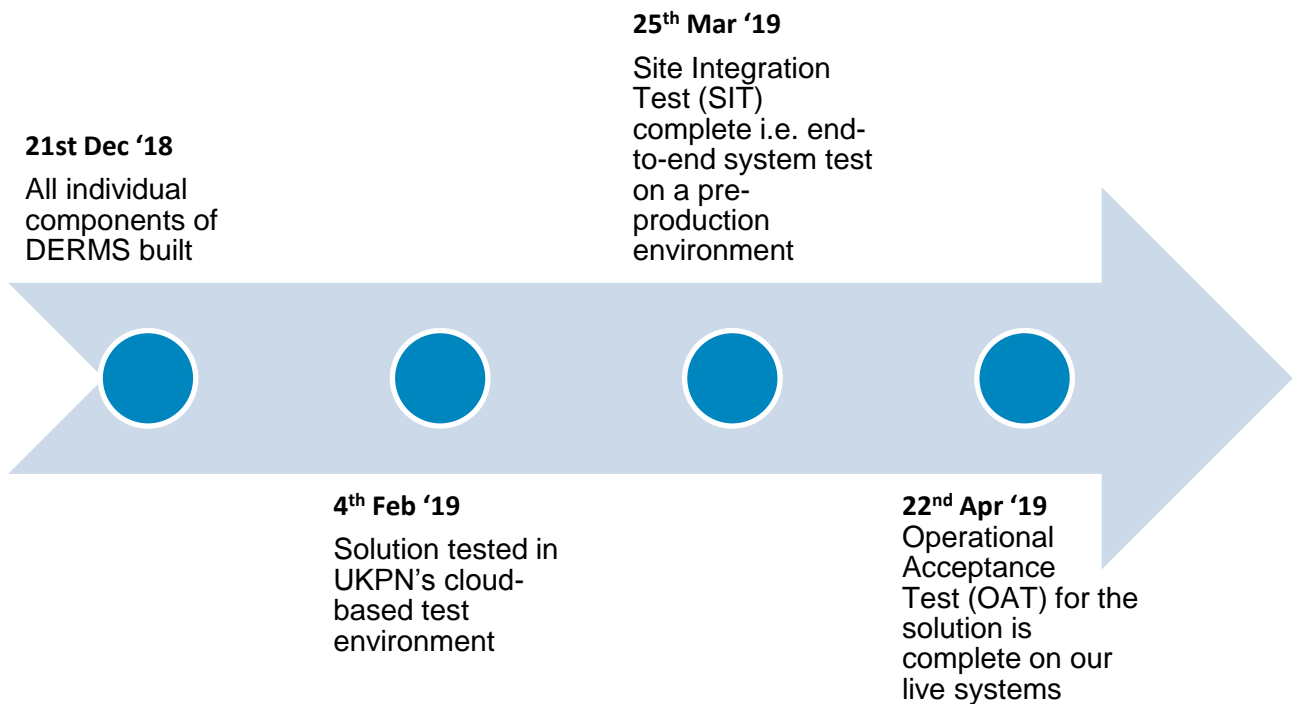 21st Dec ‘18
All individual
components of
DERMS built
4th Feb ‘19
Solution tested in
UKPN’s cloud-
based test
environment
25th Mar ‘19
Site Integration
Test (SIT)
complete i.e. end-
to-end system test
on a pre-
production
environment
22nd Apr ‘19
Operational
Acceptance
Test (OAT) for the
solution is
complete on our
live systems